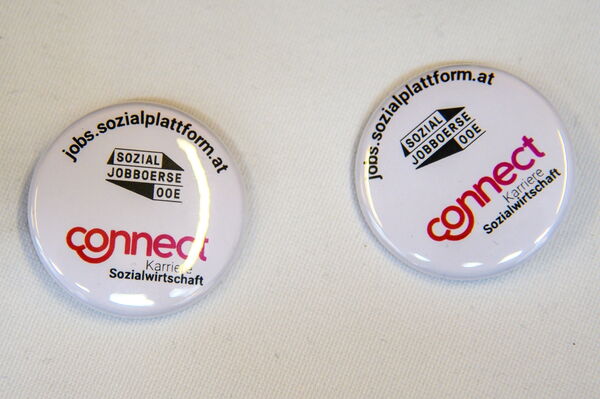 jobs.sozialplattform.at
SOZIAL
JOBBOERSE
OOE
connect
Karriere
Sozialwirtschaft
jobs.sozialplattform.at
SOZIAL
JOBBOERSE
OOE
connect
Karriere
Sozialwirtschaft